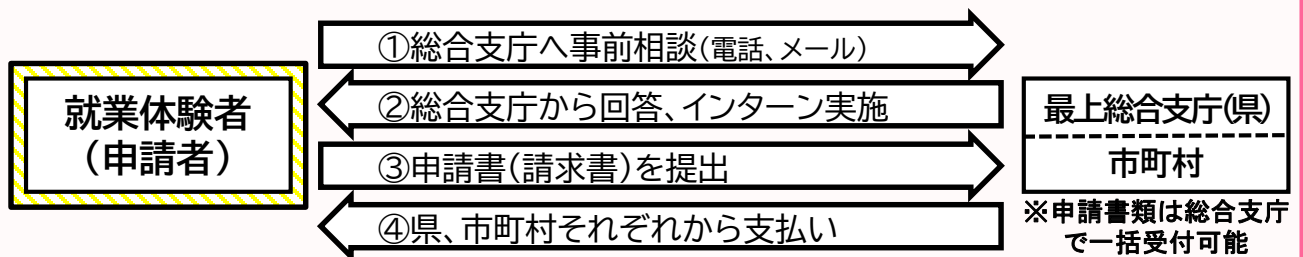 就業体験者
(申請者)
①総合支庁へ事前相談(電話、メール)
②総合支庁から回答、インターン実施
③申請書(請求書)を提出
④県、市町村それぞれから支払い
最上総合支庁(県)
市町村
※申請書類は総合支庁
で一括受付可能